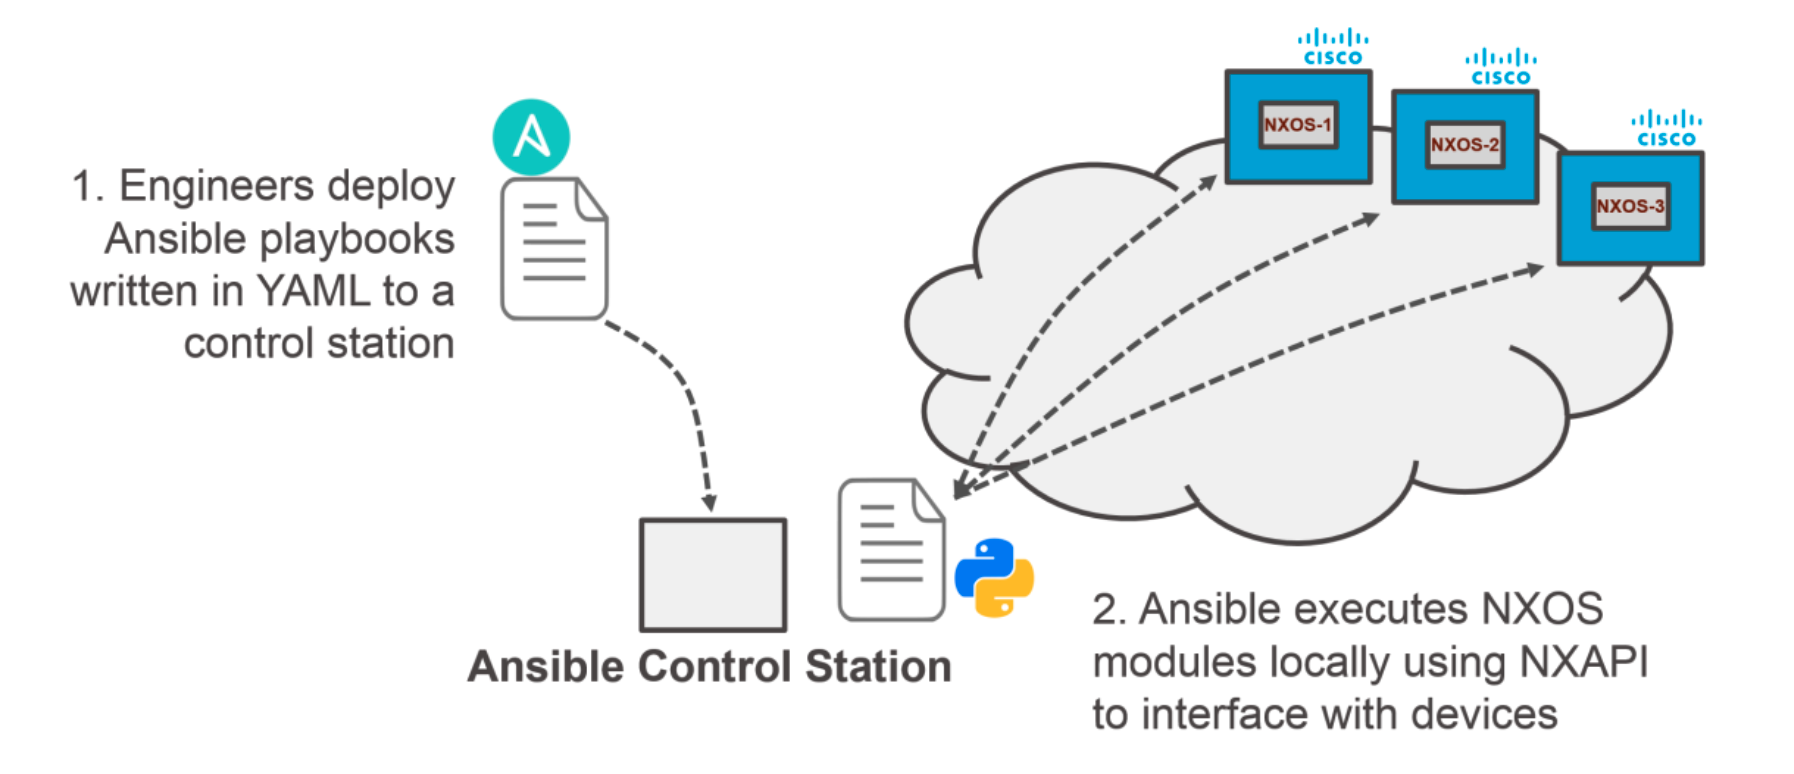 1. Engineers deploy
Ansible playbooks
written in YAML to a
control station
CISCO
NXOS-1
CISCO
NXOS-2
CISCO
NXOS-3
Ansible Control Station
2. Ansible executes NXOS
modules locally using NXAPI
to interface with devices